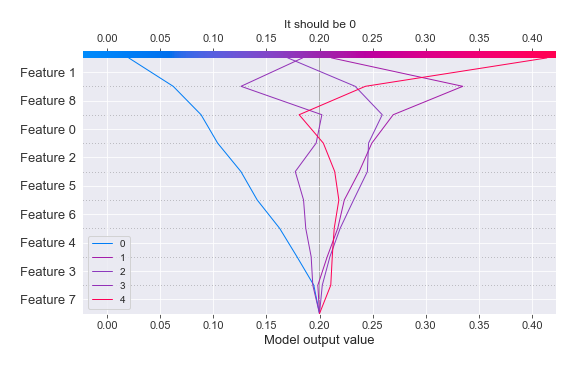 It should be 0
0.00 0.05 0.10 0.15 0.20 0.25 0.30 0.35 0.40
Feature 1
Feature 8
Feature 0
Feature 2
Feature 5
Feature 6
Feature 4
Feature 3
Feature 7
0
1
2
3
4
0.00 0.05 0.10 0.15 0.20 0.25 0.30 0.35 0.40
Model output value